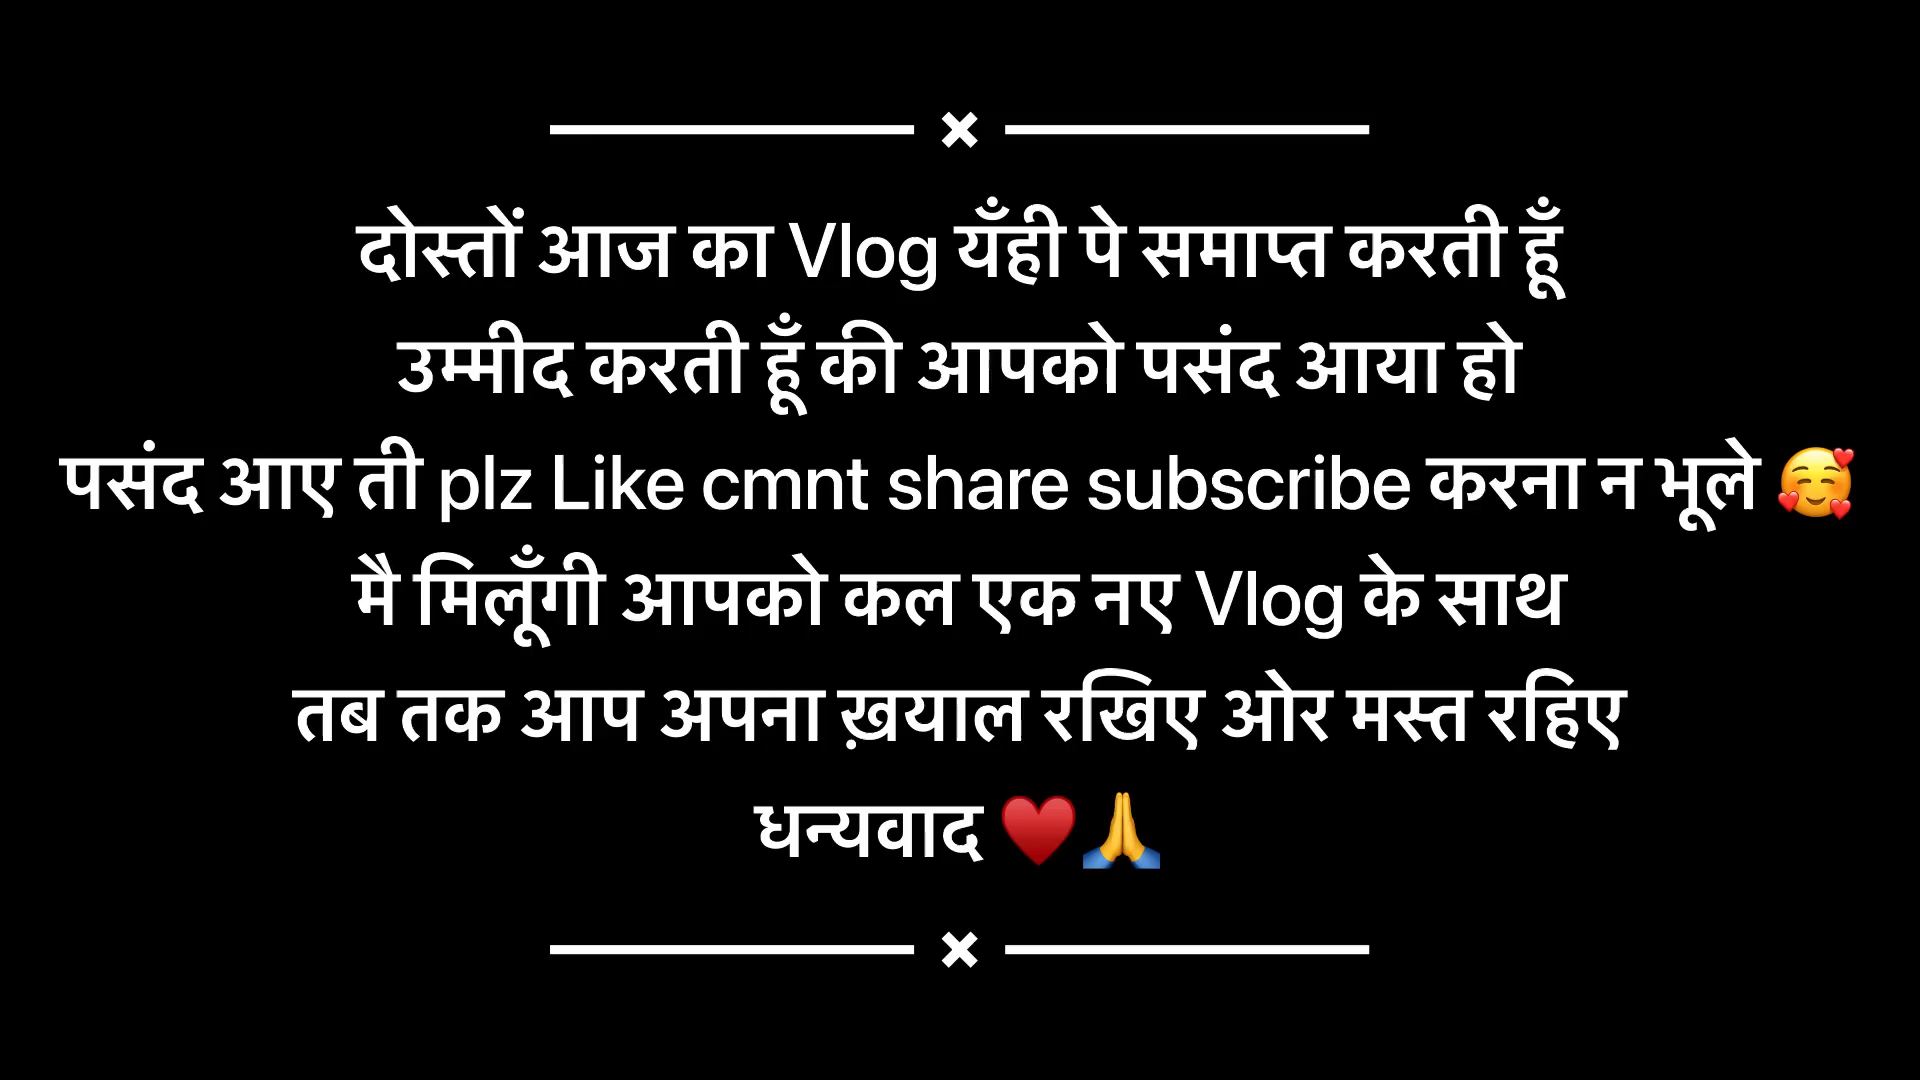 दोस्तों आज का Vlog यँही पे समाप्त करती हूँ
उम्मीद करती हूँ की आपको पसंद आया हो
पसंद आए ती plz Like cmnt share subscribe करना न भूले 🥰
मै मिलूँगी आपको कल एक नए Vlog के साथ
तब तक आप अपना ख़याल रखिए ओर मस्त रहिए
धन्यवाद ♥️🙏